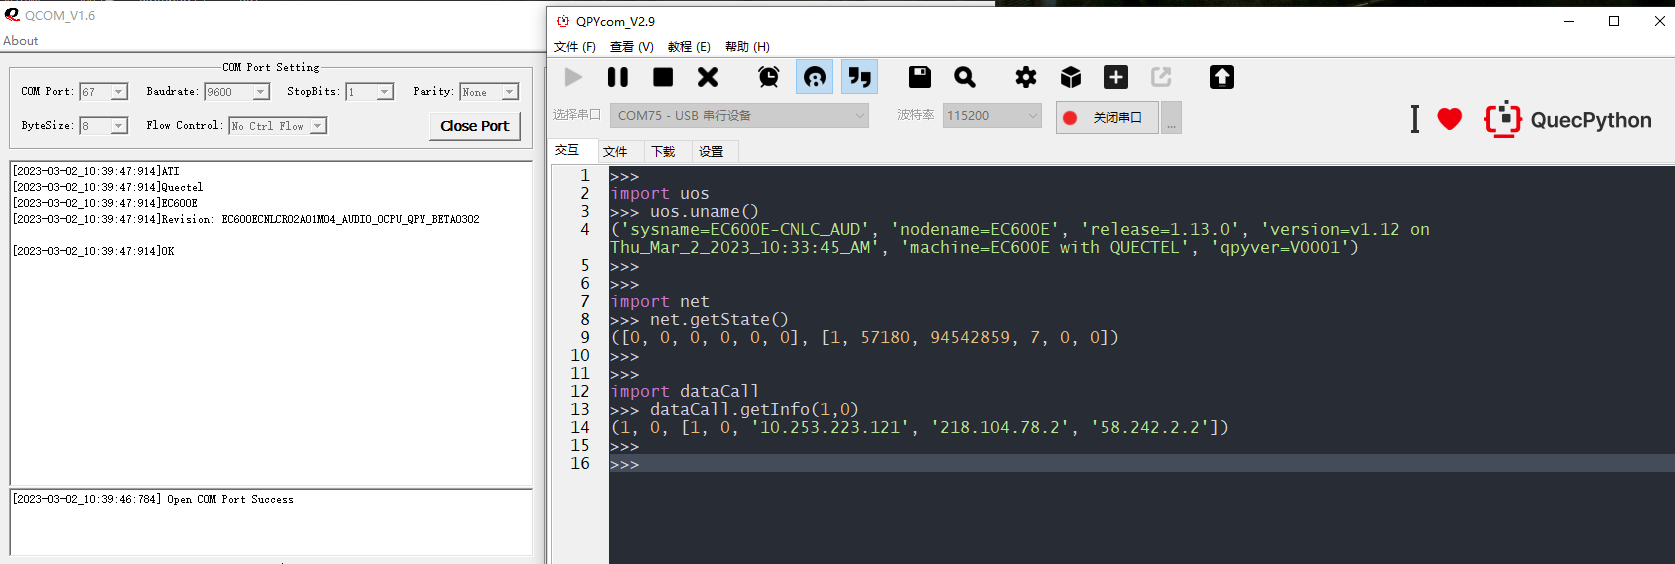 QCOM_V1.6
About
COM Port Setting
COM Port: 67 Baudrate: 9600 StopBits: 1 Parity: None
ByteSize: 8 Flow Control: No Ctrl Flow Close Port
[2023-03-02_10:39:47:914]ATI
[2023-03-02_10:39:47:914]Quectel
[2023-03-02_10:39:47:914]EC600E
[2023-03-02_10:39:47:914]Revision: EC600ECNLCR02A01M04_AUDIO_OCPU_QPY_BETA0302
[2023-03-02_10:39:47:914]OK
[2023-03-02_10:39:46:784] Open COM Port Success
QPYcom_V2.9
文件 (F) 查看 (V) 教程 (E) 帮助 (H)
选择串口 COM75 - USB 串行设备 波特率 115200 关闭串口 ...
QuecPython
交互 文件 下载 设置
1 >>>
2 import uos
3 >>> uos.uname()
4 ('sysname=EC600E-CNLC_AUD', 'nodename=EC600E', 'release=1.13.0', 'version=v1.12 on
Thu_Mar_2_2023_10:33:45_AM', 'machine=EC600E with QUECTEL', 'qpyver=V0001')
5 >>>
6 >>>
7 import net
8 >>> net.getState()
9 ([0, 0, 0, 0, 0, 0], [1, 57180, 94542859, 7, 0, 0])
10 >>>
11 >>>
12 import dataCall
13 >>> dataCall.getInfo(1,0)
14 (1, 0, [1, 0, '10.253.223.121', '218.104.78.2', '58.242.2.2'])
15 >>>
16 >>>